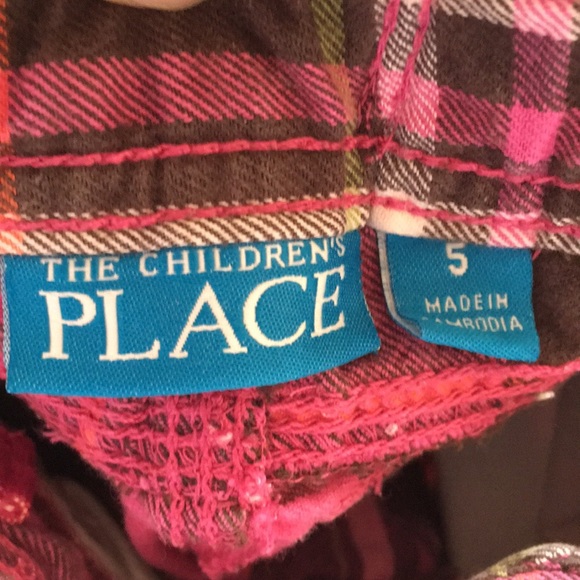 THE CHILDREN'S
PLACE
5
MADE IN
CAMBODIA